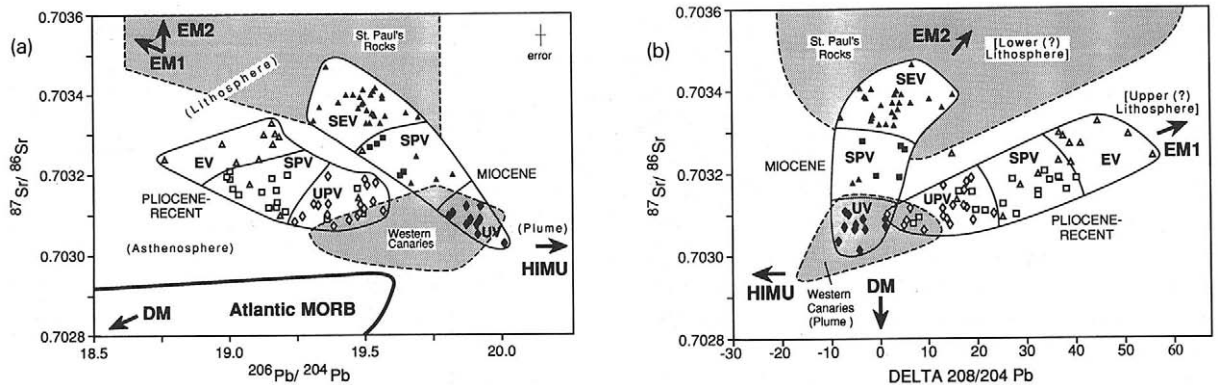 (a)
0.7036
0.7034
0.7032
0.7030
0.7028
87Sr/ 86Sr
EM2
EM1
St. Paul's
Rocks
error
(Lithosphere)
SEV
SPV
EV
SPV
MIOCENE
UPV
PLIOCENE-
RECENT
(Asthenosphere)
Western
Canaries
UV
(Plume)
HIMU
DM
Atlantic MORB
18.5
19.0
19.5
20.0
206Pb/ 204Pb
(b)
0.7036
0.7034
0.7032
0.7030
0.7028
87Sr/ 86Sr
St. Paul's
Rocks
EM2
[Lower (?)
Lithosphere]
SEV
[Upper (?)
Lithosphere]
EM1
MIOCENE
SPV
SPV
EV
UV
UPV
PLIOCENE-
RECENT
HIMU
Western
Canaries
(Plume )
DM
-30
-20
-10
0
10
20
30
40
50
60
DELTA 208/204 Pb